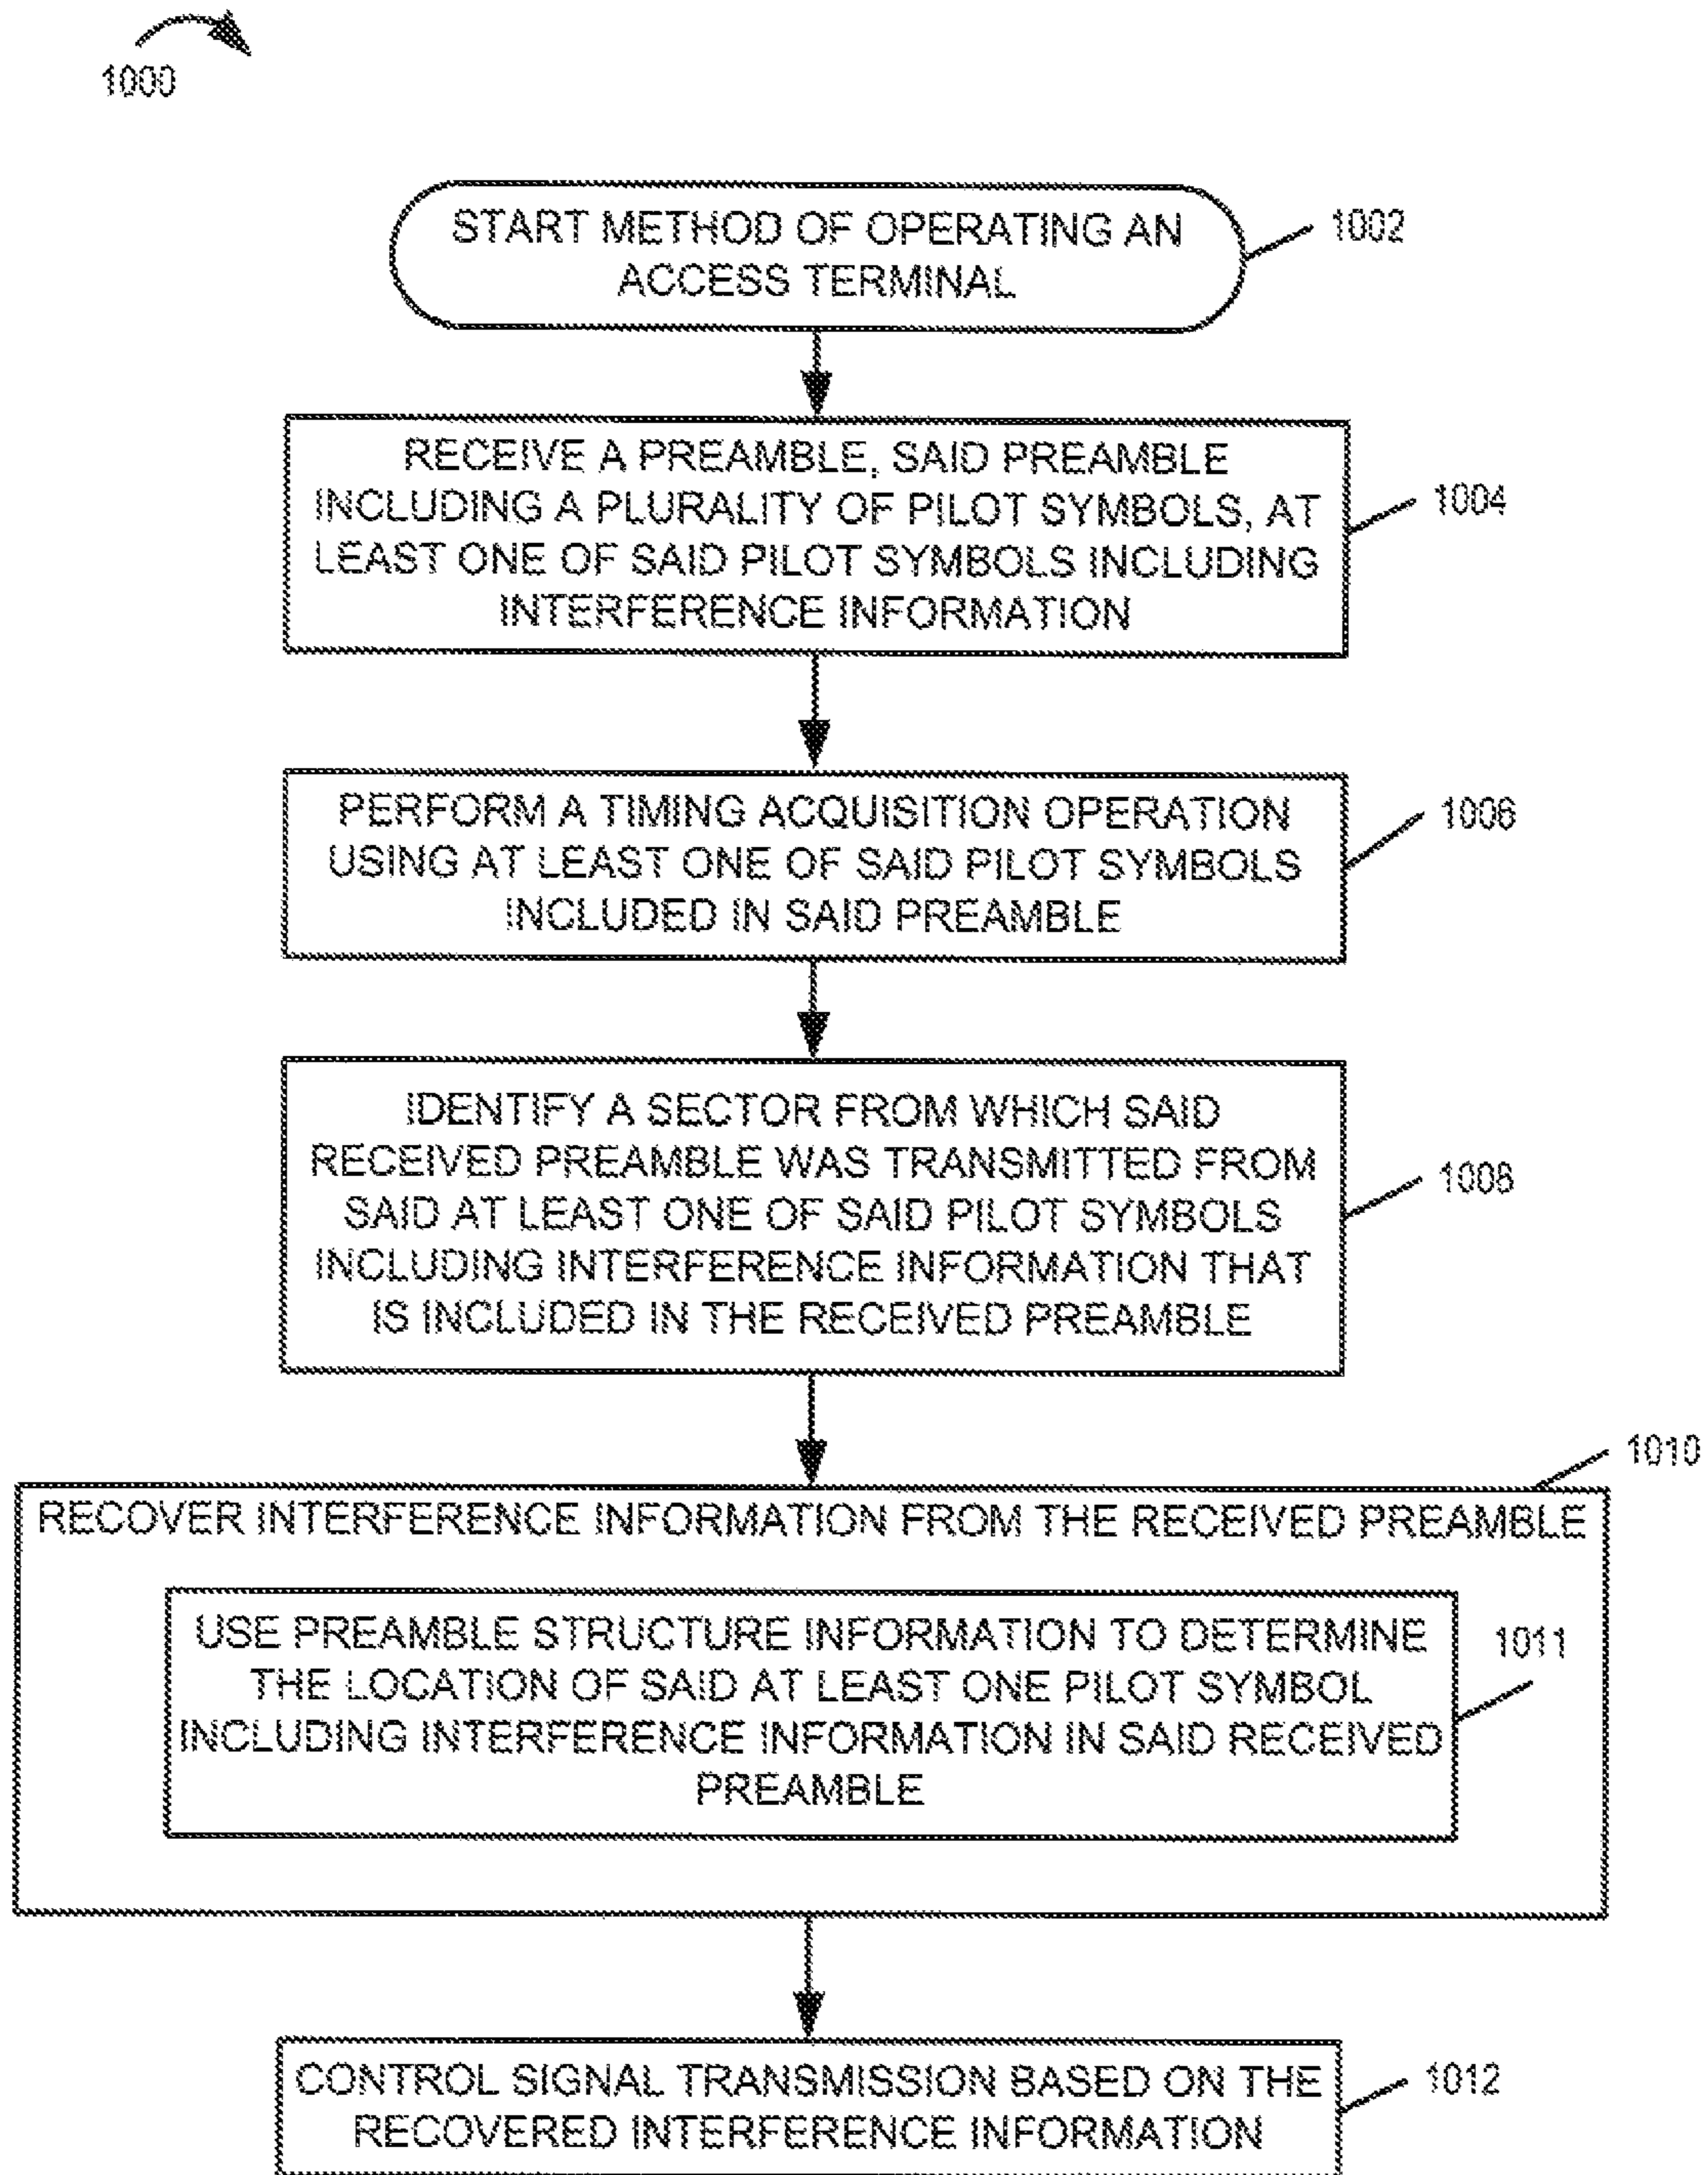 1000
START METHOD OF OPERATING AN
ACCESS TERMINAL
1002
RECEIVE A PREAMBLE, SAID PREAMBLE
INCLUDING A PLURALITY OF PILOT SYMBOLS, AT
LEAST ONE OF SAID PILOT SYMBOLS INCLUDING
INTERFERENCE INFORMATION
1004
PERFORM A TIMING ACQUISITION OPERATION
USING AT LEAST ONE OF SAID PILOT SYMBOLS
INCLUDED IN SAID PREAMBLE
1006
IDENTIFY A SECTOR FROM WHICH SAID
RECEIVED PREAMBLE WAS TRANSMITTED FROM
SAID AT LEAST ONE OF SAID PILOT SYMBOLS
INCLUDING INTERFERENCE INFORMATION THAT
IS INCLUDED IN THE RECEIVED PREAMBLE
1008
1010
RECOVER INTERFERENCE INFORMATION FROM THE RECEIVED PREAMBLE
USE PREAMBLE STRUCTURE INFORMATION TO DETERMINE
THE LOCATION OF SAID AT LEAST ONE PILOT SYMBOL
INCLUDING INTERFERENCE INFORMATION IN SAID RECEIVED
PREAMBLE
1011
CONTROL SIGNAL TRANSMISSION BASED ON THE
RECOVERED INTERFERENCE INFORMATION
1012